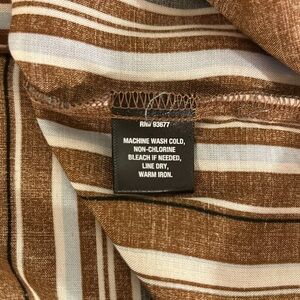 RN# 93677
MACHINE WASH COLD,
NON-CHLORINE
BLEACH IF NEEDED,
LINE DRY,
WARM IRON.